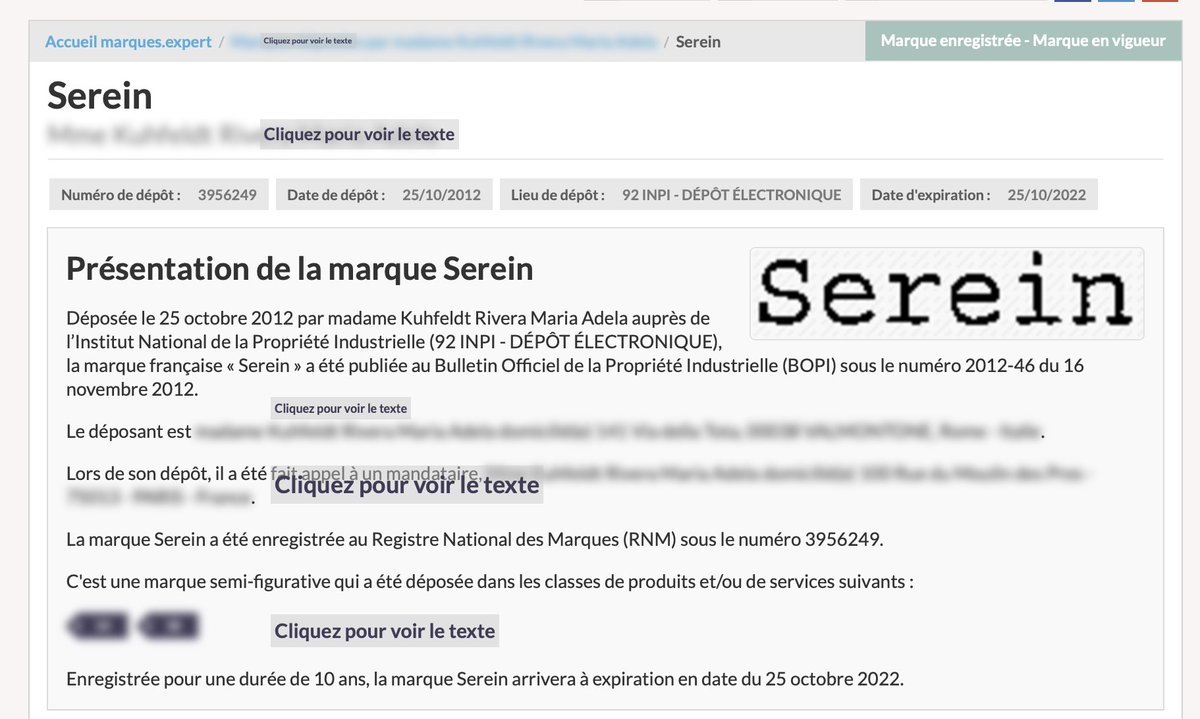 Accueil marques.expert / Cliquez pour voir le texte / Serein
Marque enregistrée - Marque en vigueur
Serein
Cliquez pour voir le texte
Numéro de dépôt : 3956249 Date de dépôt : 25/10/2012 Lieu de dépôt : 92 INPI - DÉPÔT ÉLECTRONIQUE Date d'expiration : 25/10/2022
Présentation de la marque Serein
Serein
Déposée le 25 octobre 2012 par madame Kuhfeldt Rivera Maria Adela auprès de
l'Institut National de la Propriété Industrielle (92 INPI - DÉPÔT ÉLECTRONIQUE),
la marque française « Serein » a été publiée au Bulletin Officiel de la Propriété Industrielle (BOPI) sous le numéro 2012-46 du 16
novembre 2012.
Cliquez pour voir le texte
Le déposant est .
Lors de son dépôt, il a été fait appel à un mandataire,
Cliquez pour voir le texte
La marque Serein a été enregistrée au Registre National des Marques (RNM) sous le numéro 3956249.
C'est une marque semi-figurative qui a été déposée dans les classes de produits et/ou de services suivants :
Cliquez pour voir le texte
Enregistrée pour une durée de 10 ans, la marque Serein arrivera à expiration en date du 25 octobre 2022.